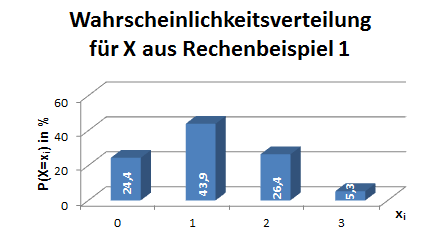 Wahrscheinlichkeitsverteilung
für X aus Rechenbeispiel 1
P(X=xi) in %
60
40
20
0
24,4
43,9
26,4
5,3
0 1 2 3
xi